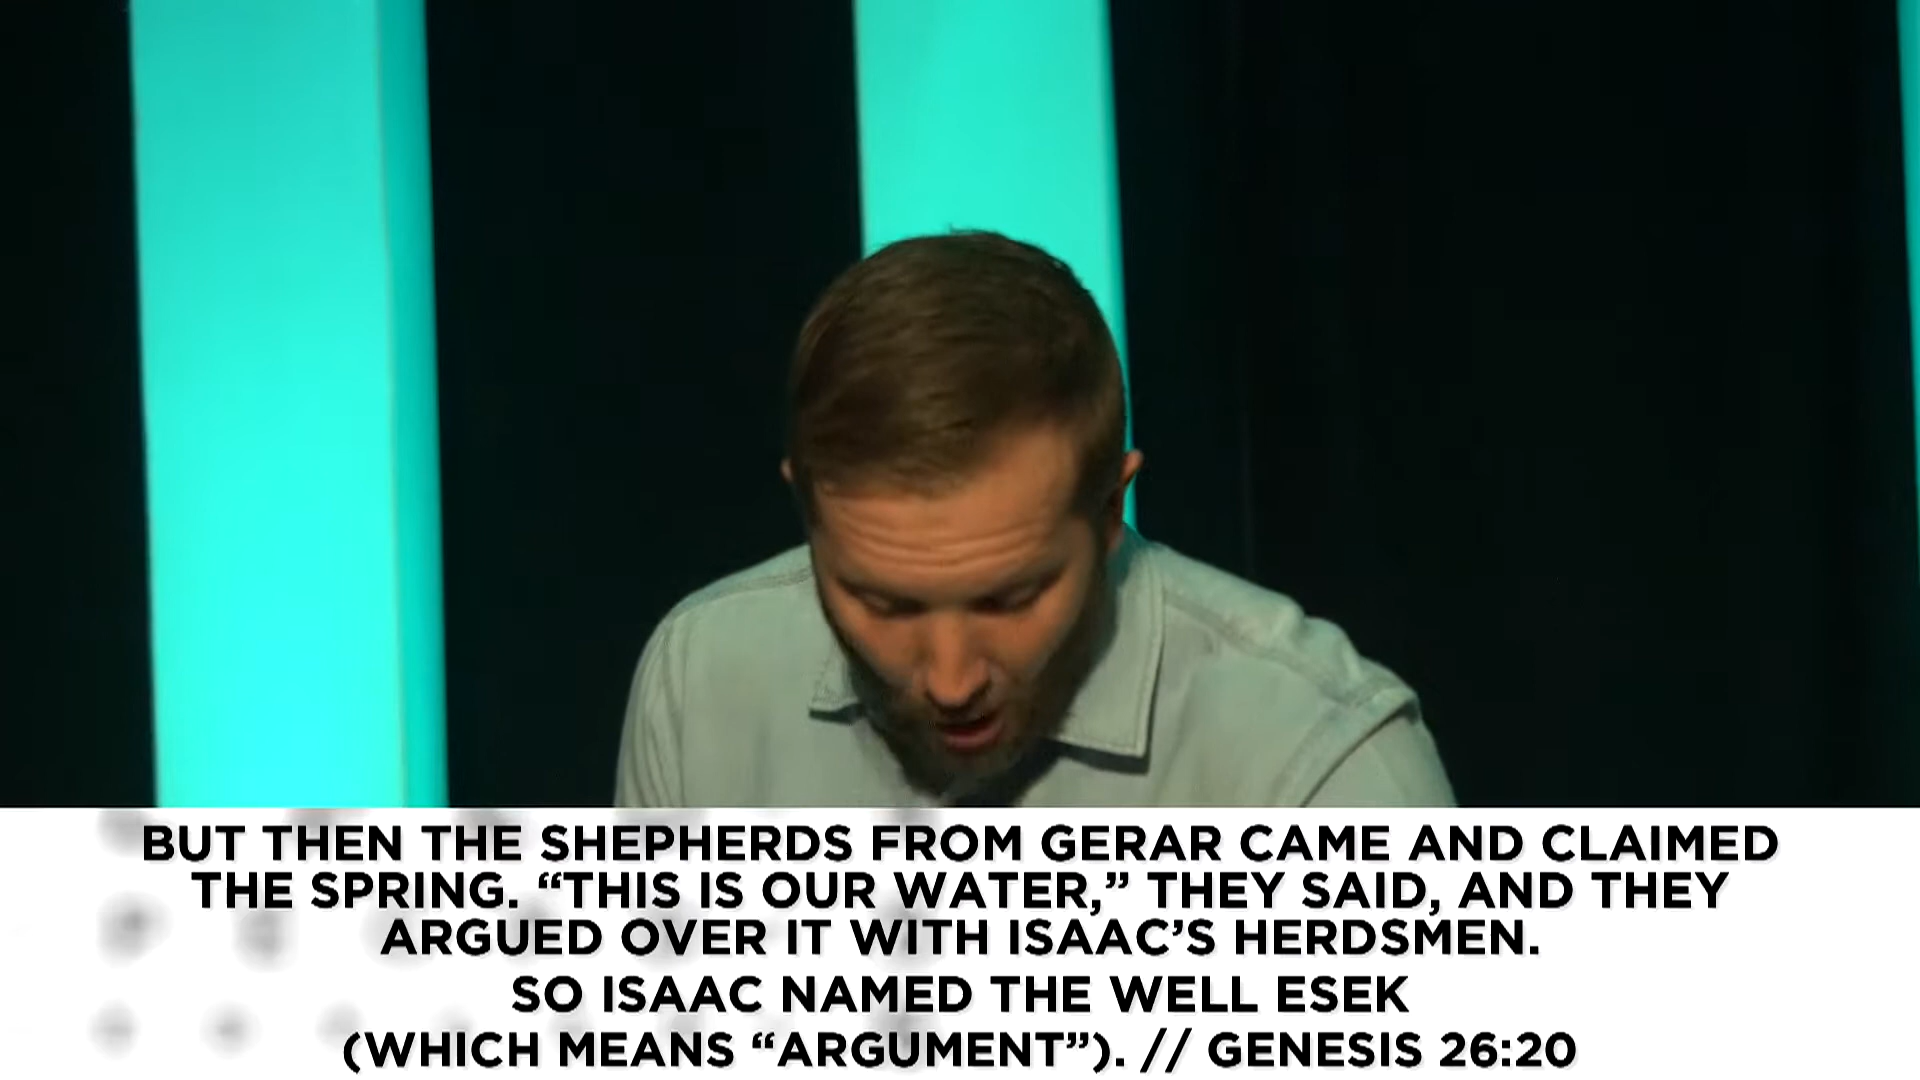 BUT THEN THE SHEPHERDS FROM GERAR CAME AND CLAIMED
THE SPRING. “THIS IS OUR WATER,” THEY SAID, AND THEY
ARGUED OVER IT WITH ISAAC’S HERDSMEN.
SO ISAAC NAMED THE WELL ESEK
(WHICH MEANS “ARGUMENT”). // GENESIS 26:20